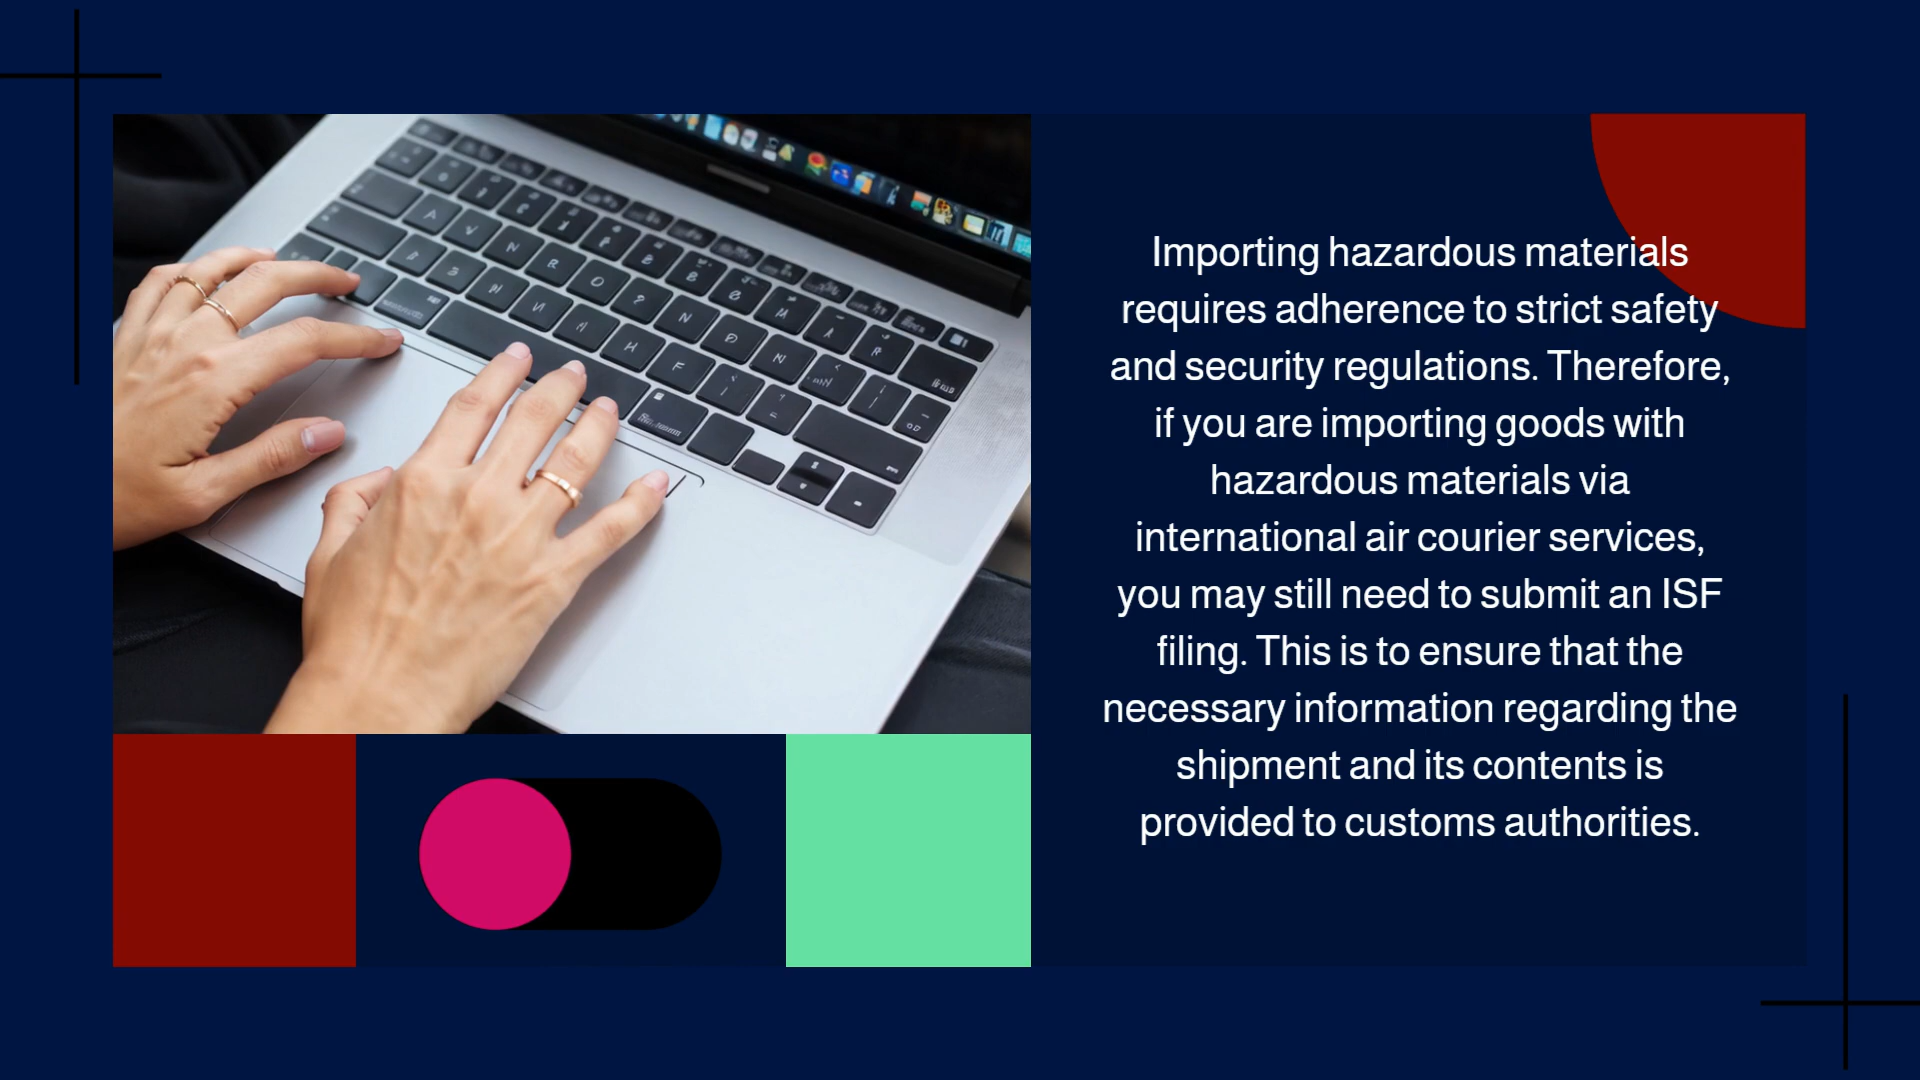 Importing hazardous materials
requires adherence to strict safety
and security regulations. Therefore,
if you are importing goods with
hazardous materials via
international air courier services,
you may still need to submit an ISF
filing. This is to ensure that the
necessary information regarding the
shipment and its contents is
provided to customs authorities.